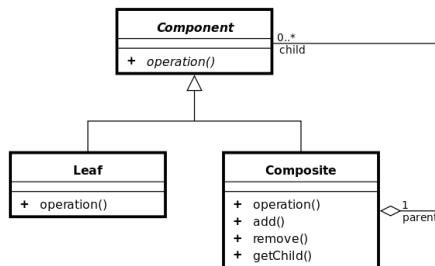 Component
+ operation()
0..*
child
Leaf
+ operation()
Composite
+ operation()
+ add()
+ remove()
+ getChild()
1
parent